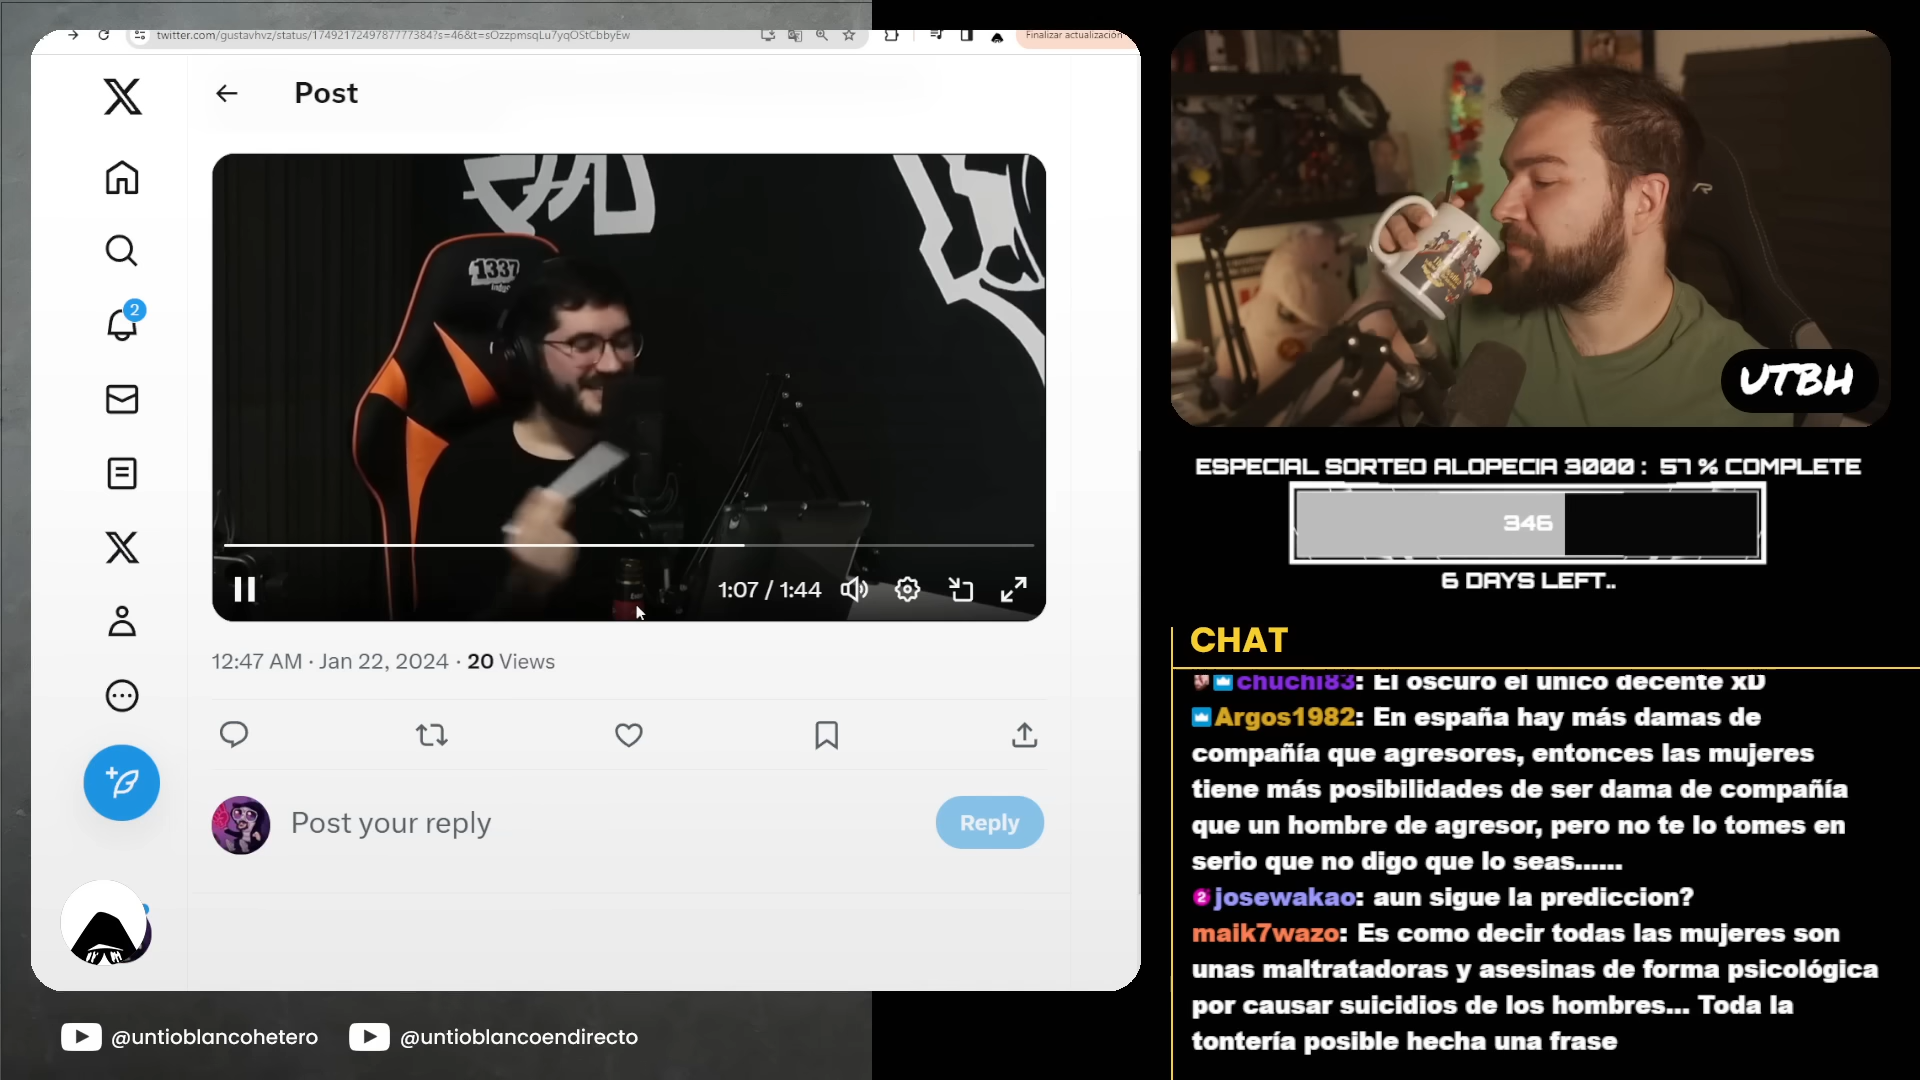 twitter.com/gustavhvz/status/1749217249787777384?s=46&t=sOzzpmsqLu7yqOStCbbyEw
Finalizar actualización
Post
2
1337
1:07 / 1:44
12:47 AM · Jan 22, 2024 · 20 Views
Post your reply
Reply
@untioblancohetero
@untioblancoendirecto
UTBH
ESPECIAL SORTEO ALOPECIA 3000 : 57 % COMPLETE
346
6 DAYS LEFT..
CHAT
chuchi83: El oscuro el unico decente xD
Argos1982: En españa hay más damas de
compañía que agresores, entonces las mujeres
tiene más posibilidades de ser dama de compañía
que un hombre de agresor, pero no te lo tomes en
serio que no digo que lo seas......
2 josewakao: aun sigue la prediccion?
maik7wazo: Es como decir todas las mujeres son
unas maltratadoras y asesinas de forma psicológica
por causar suicidios de los hombres... Toda la
tontería posible hecha una frase